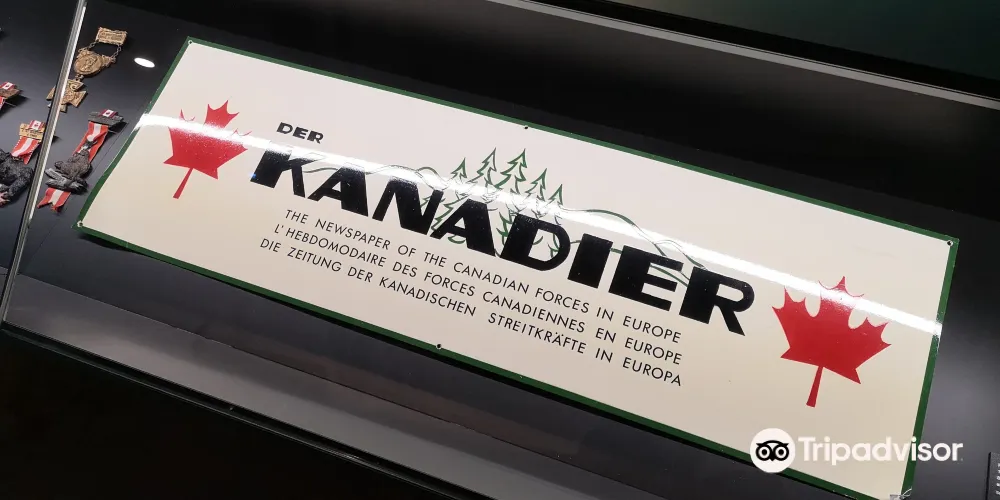 DER
KANADIER
THE NEWSPAPER OF THE CANADIAN FORCES IN EUROPE
L'HEBDOMODAIRE DES FORCES CANADIENNES EN EUROPE
DIE ZEITUNG DER KANADISCHEN STREITKRÄFTE IN EUROPA
Tripadvisor